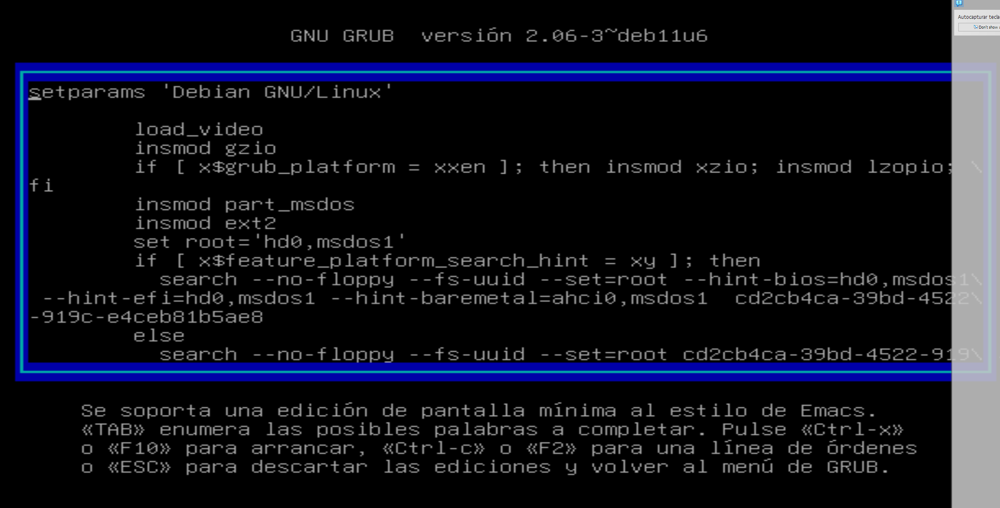 GNU GRUB  versión 2.06-3~deb11u6
Autocapturar tecla
Don't show
setparams 'Debian GNU/Linux'
load_video
insmod gzio
if [ x$grub_platform = xxen ]; then insmod xzio; insmod lzopio; \
fi
insmod part_msdos
insmod ext2
set root='hd0,msdos1'
if [ x$feature_platform_search_hint = xy ]; then
search --no-floppy --fs-uuid --set=root --hint-bios=hd0,msdos1\
--hint-efi=hd0,msdos1 --hint-baremetal=ahci0,msdos1  cd2cb4ca-39bd-4522\
-919c-e4ceb81b5ae8
else
search --no-floppy --fs-uuid --set=root cd2cb4ca-39bd-4522-919\
Se soporta una edición de pantalla mínima al estilo de Emacs.
«TAB» enumera las posibles palabras a completar. Pulse «Ctrl-x»
o «F10» para arrancar, «Ctrl-c» o «F2» para una línea de órdenes
o «ESC» para descartar las ediciones y volver al menú de GRUB.